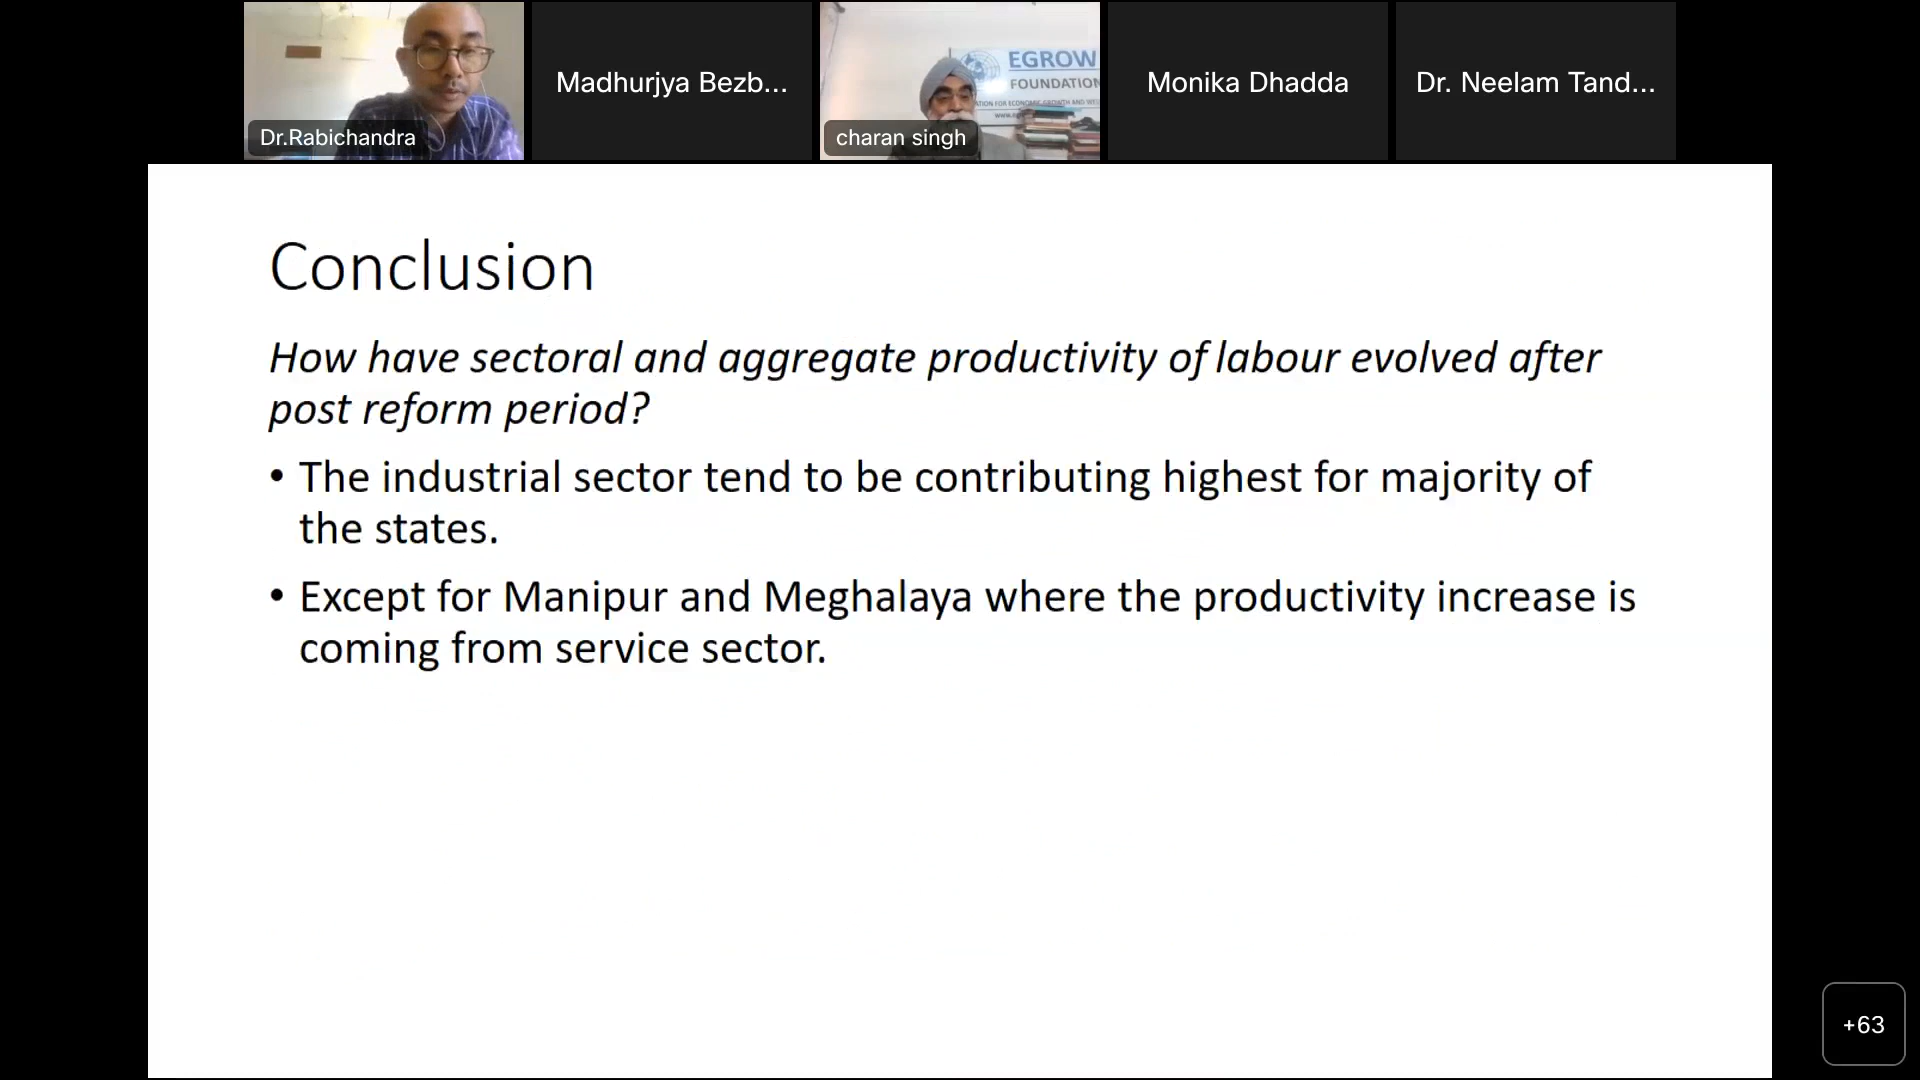 EGROW
FOUNDATION
Dr.Rabichandra
Madhurjya Bezb...
charan singh
Monika Dhadda
Dr. Neelam Tand...
Conclusion
How have sectoral and aggregate productivity of labour evolved after
post reform period?
• The industrial sector tend to be contributing highest for majority of
the states.
• Except for Manipur and Meghalaya where the productivity increase is
coming from service sector.
+63